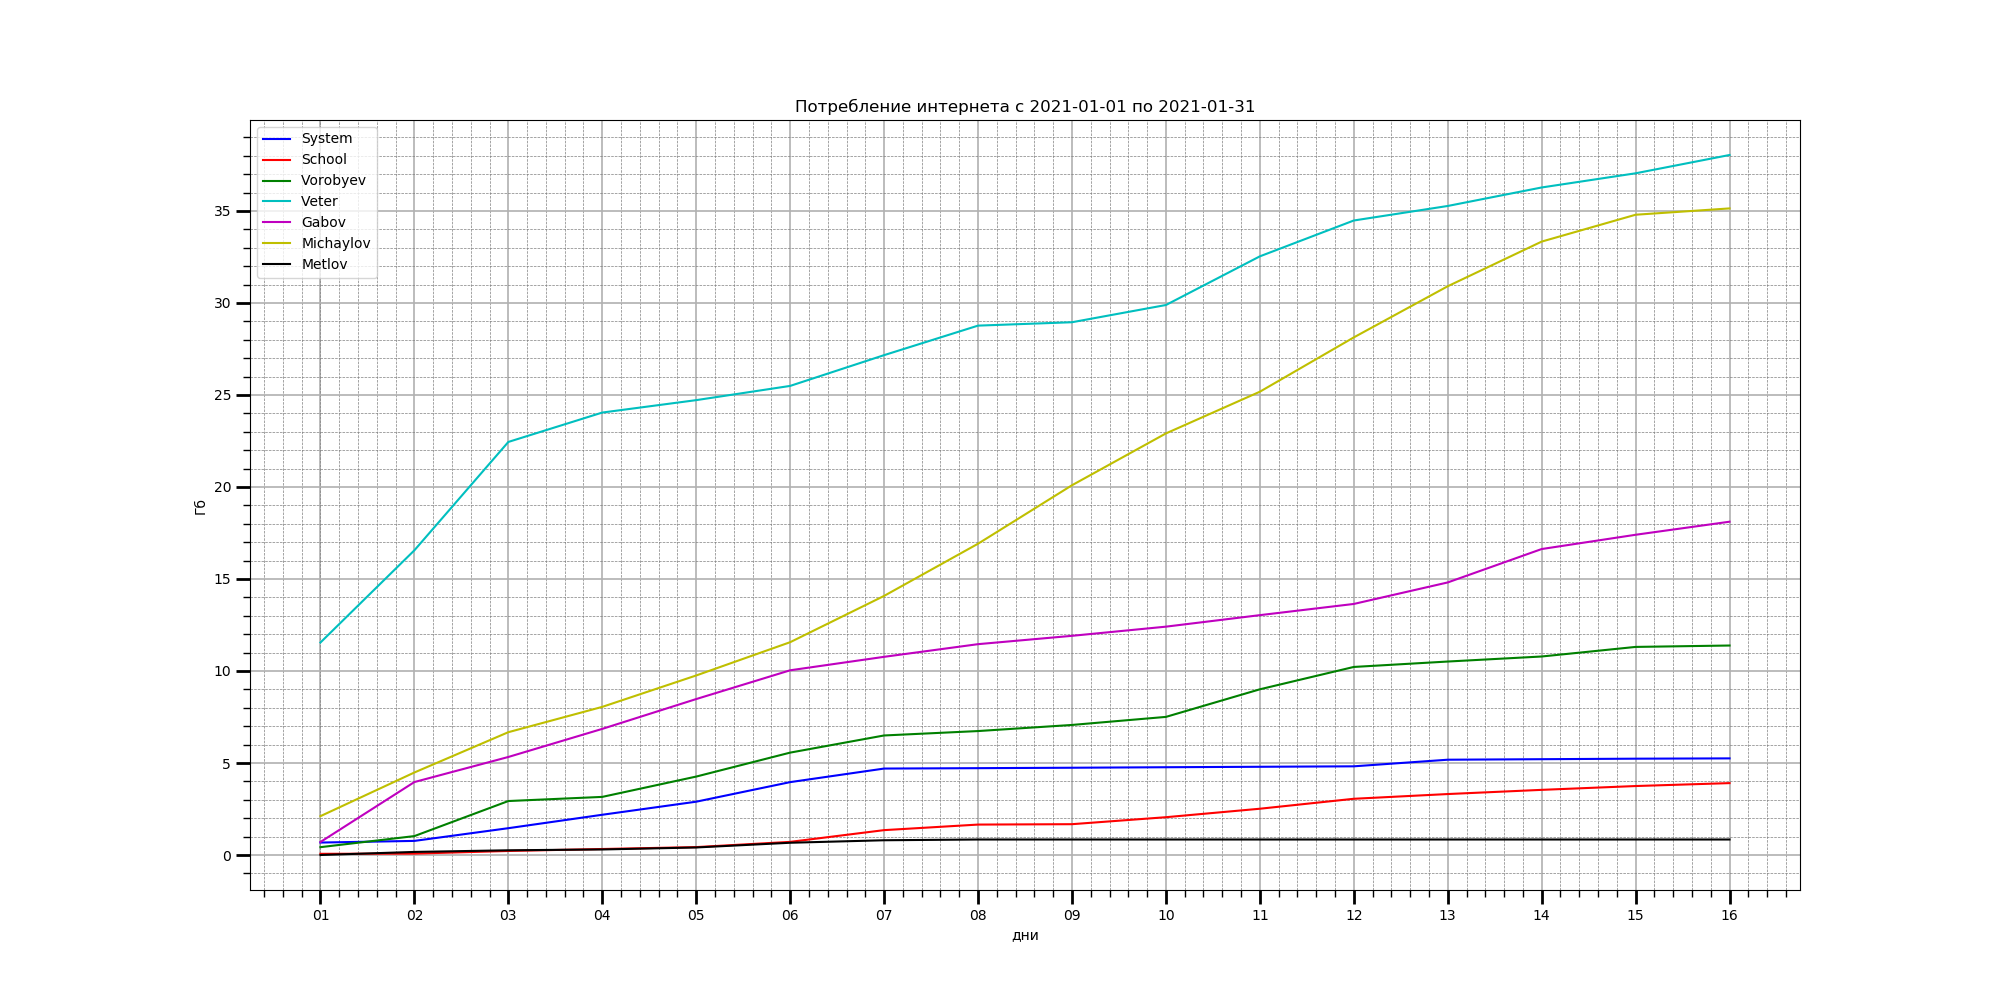 Потребление интернета с 2021-01-01 по 2021-01-31
System
School
Vorobyev
Veter
Gabov
Michaylov
Metlov
35
30
25
20
15
10
5
0
Гб
01 02 03 04 05 06 07 08 09 10 11 12 13 14 15 16
дни